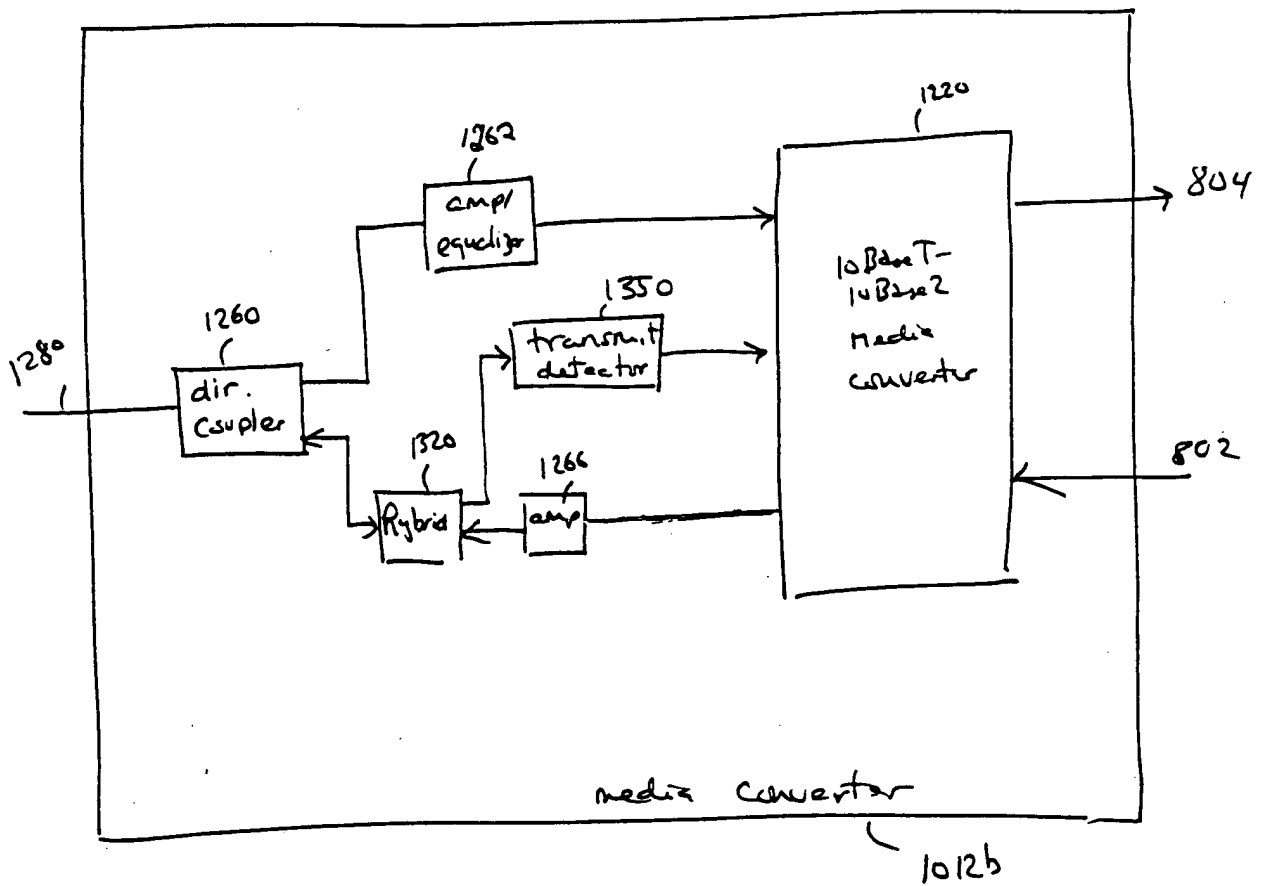 1220
1262
amp/
equalizer
804
10BaseT-
10Base2
Media
converter
1350
transmit
detector
1260
1280
dir.
coupler
1320
1266
802
Hybrid
amp
media converter
1012b